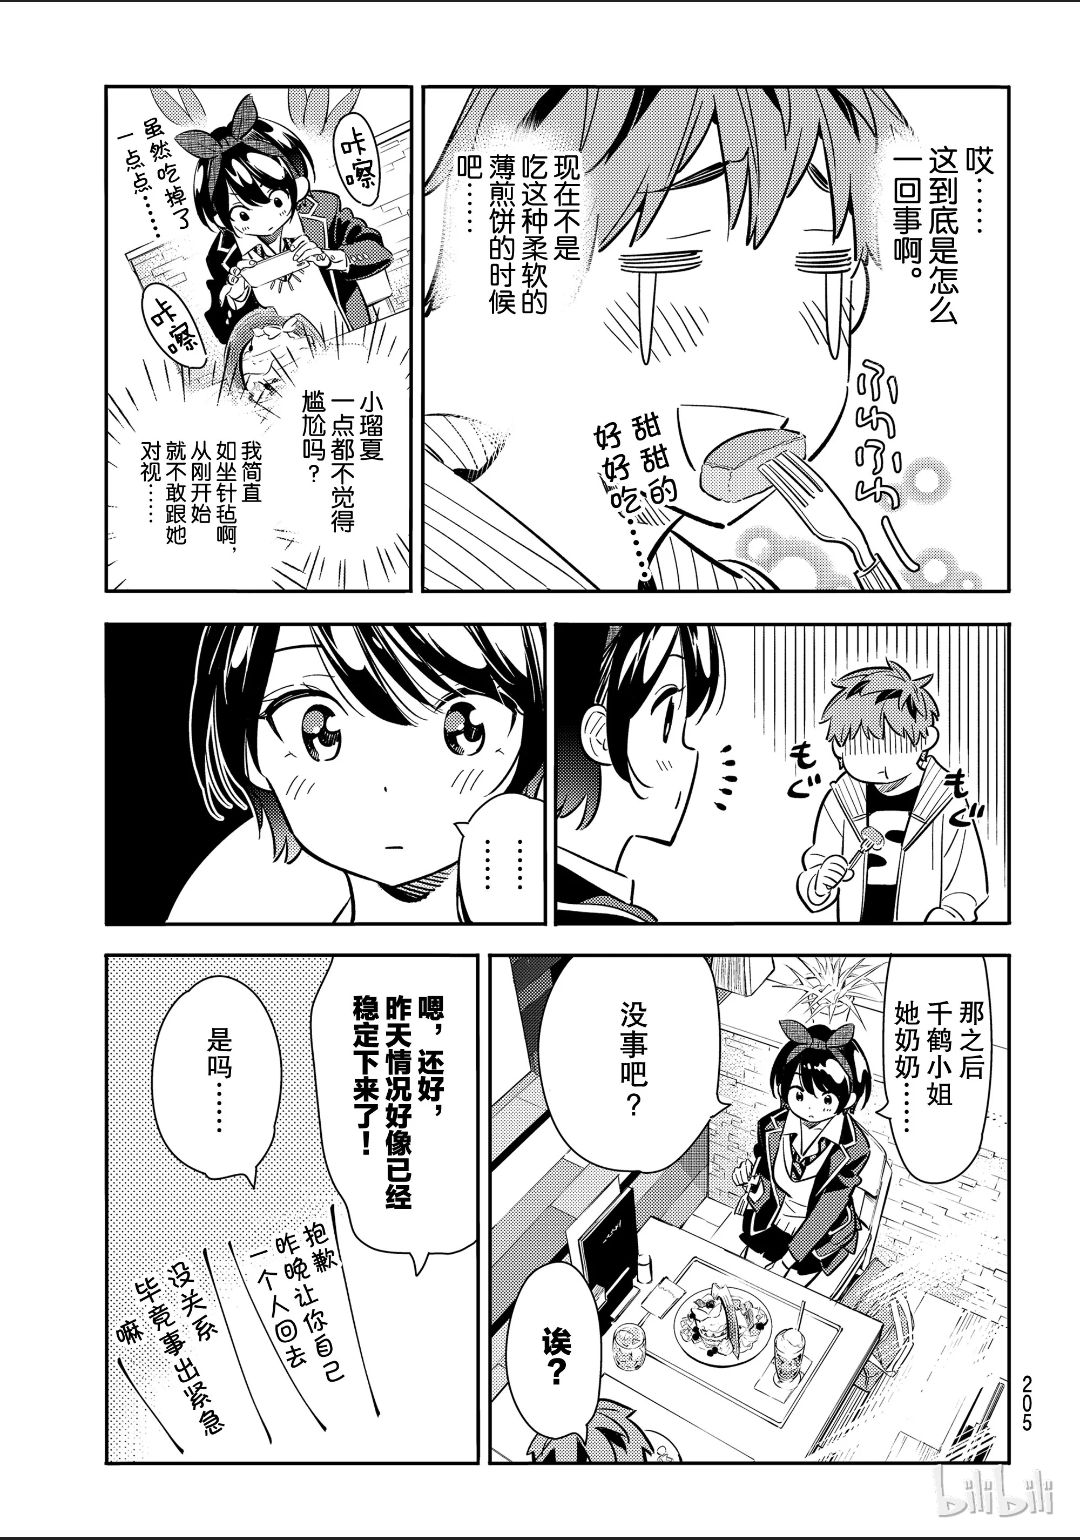 哎……
这到底是怎么
一回事啊。
现在不是
吃这种柔软的
薄煎饼的时候
吧……
ふわふわ
甜甜的
好好吃……
虽然吃掉了
一点点……
咔嚓
咔嚓
小瑠夏
一点都不觉得
尴尬吗？
我简直
如坐针毡啊，
从刚开始
就不敢跟她
对视……
もぐ
もぐ
……
……
那之后
千鹤小姐
她奶奶……
没事吧？
诶？
嗯，还好，
昨天情况好像已经
稳定下来了！
是吗……
抱歉
昨晚让你自己
一个人回去
没关系
毕竟事出紧急
嘛
205
bilibili